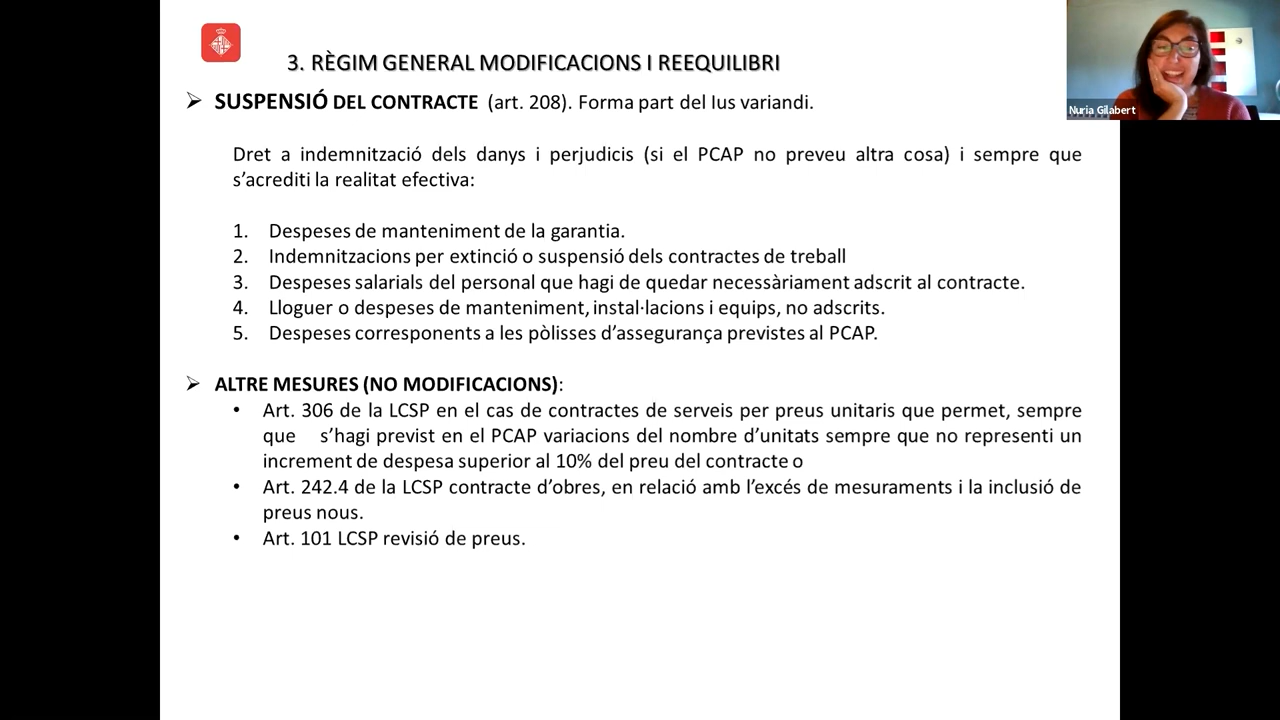 3. RÈGIM GENERAL MODIFICACIONS I REEQUILIBRI
Nuria Gilabert
➢ SUSPENSIÓ DEL CONTRACTE (art. 208). Forma part del Ius variandi.
Dret a indemnització dels danys i perjudicis (si el PCAP no preveu altra cosa) i sempre que
s’acrediti la realitat efectiva:
1. Despeses de manteniment de la garantia.
2. Indemnitzacions per extinció o suspensió dels contractes de treball
3. Despeses salarials del personal que hagi de quedar necessàriament adscrit al contracte.
4. Lloguer o despeses de manteniment, instal·lacions i equips, no adscrits.
5. Despeses corresponents a les pòlisses d’assegurança previstes al PCAP.
➢ ALTRE MESURES (NO MODIFICACIONS):
• Art. 306 de la LCSP en el cas de contractes de serveis per preus unitaris que permet, sempre
que s’hagi previst en el PCAP variacions del nombre d’unitats sempre que no representi un
increment de despesa superior al 10% del preu del contracte o
• Art. 242.4 de la LCSP contracte d’obres, en relació amb l’excés de mesuraments i la inclusió de
preus nous.
• Art. 101 LCSP revisió de preus.